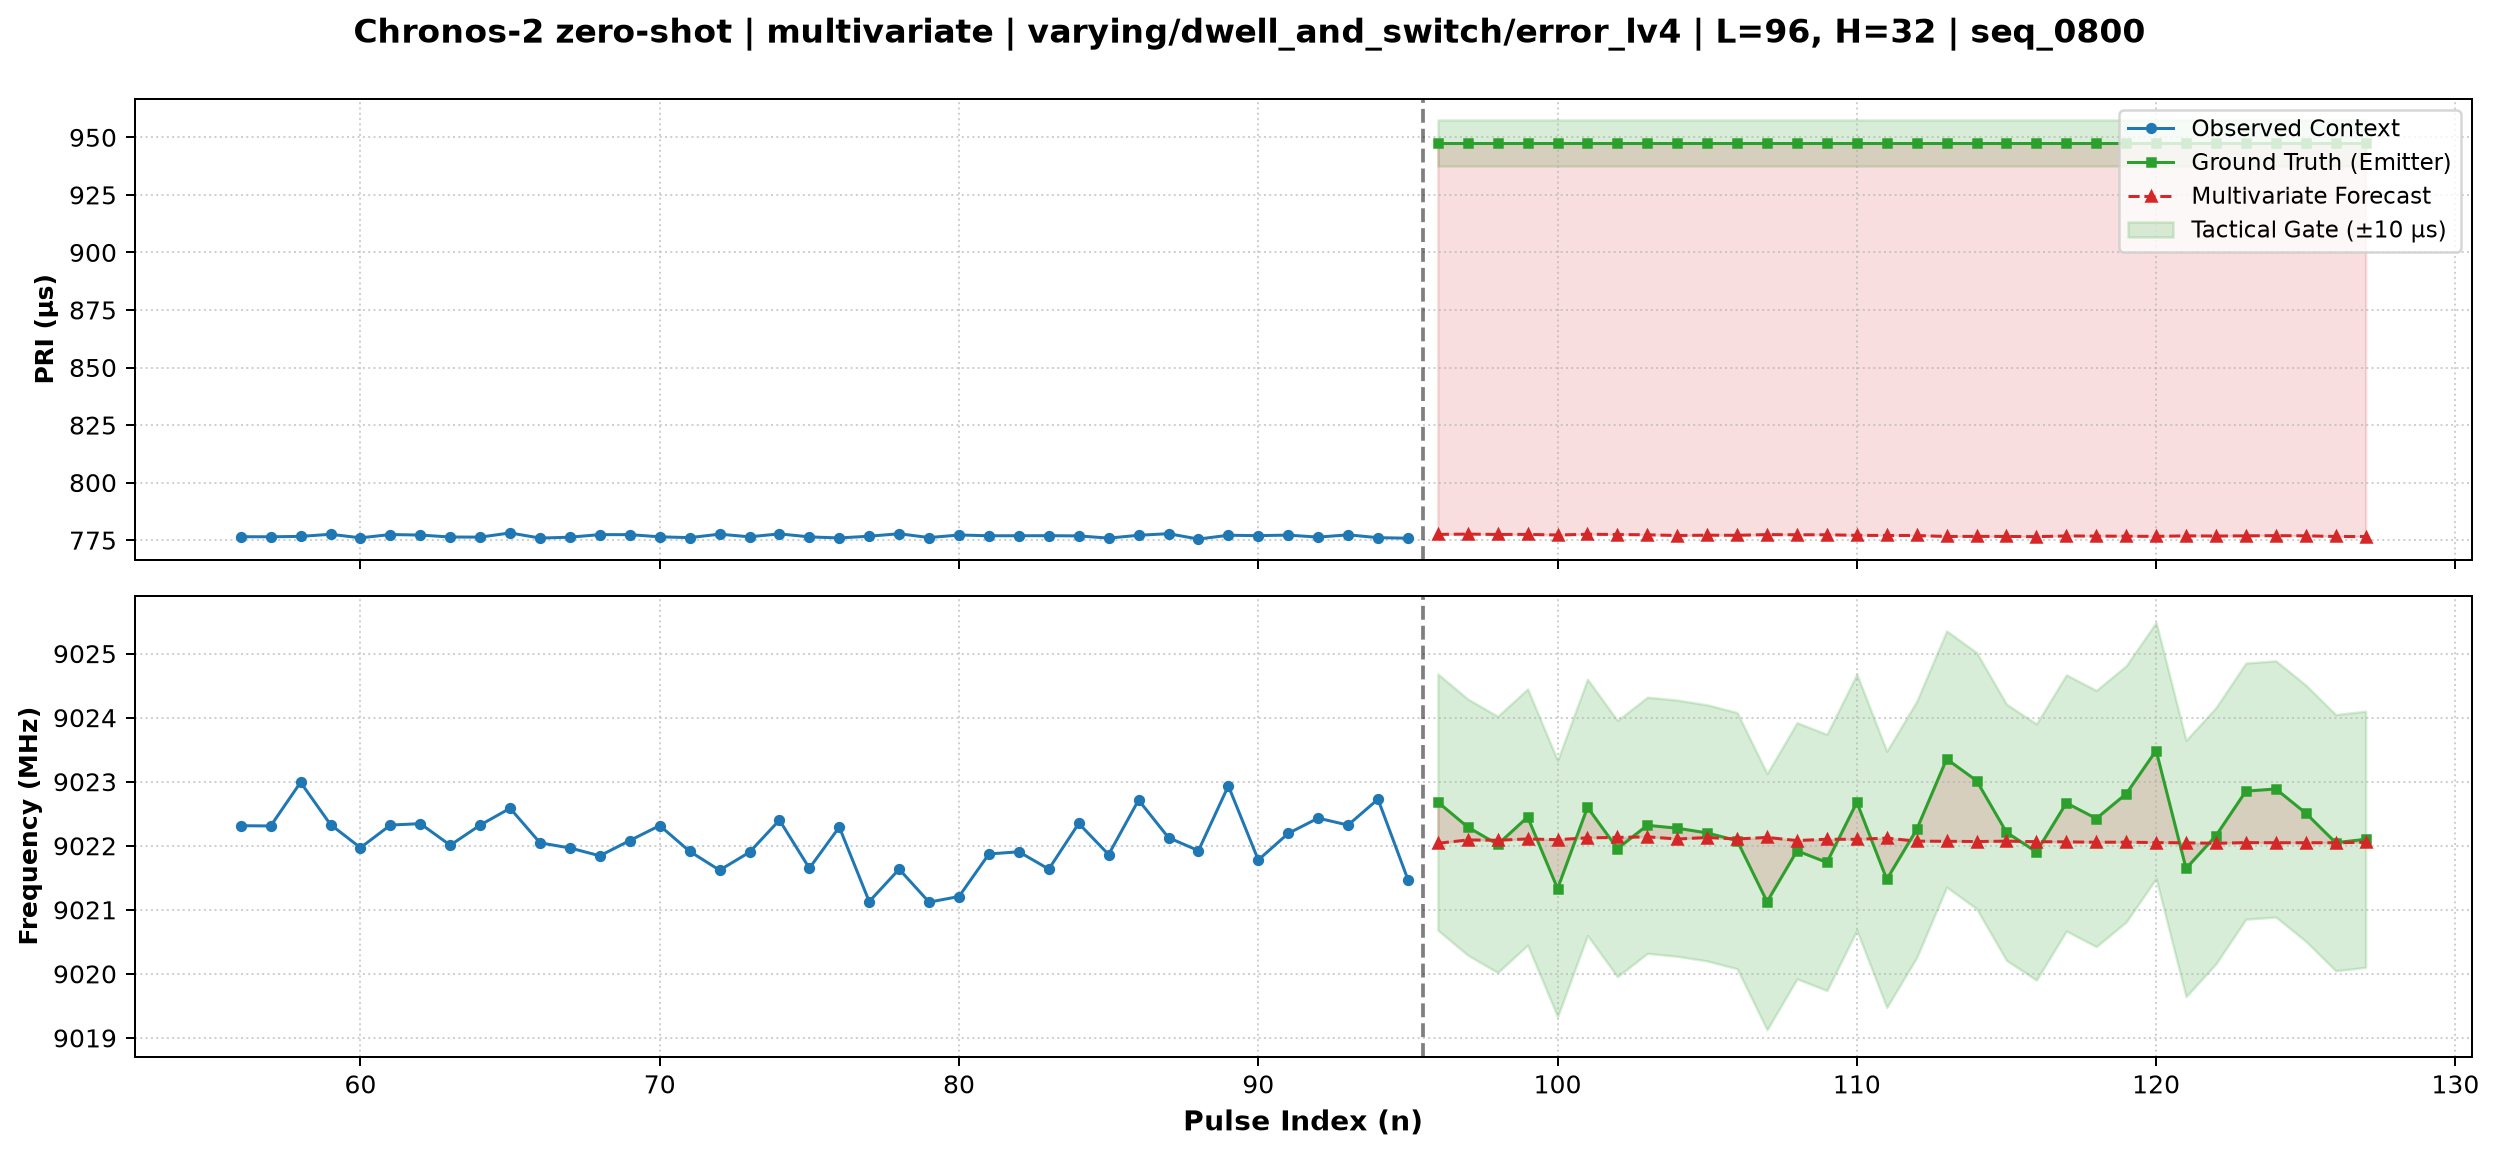 Chronos-2 zero-shot | multivariate | varying/dwell_and_switch/error_lv4 | L=96, H=32 | seq_0800
950
925
900
875
850
825
800
775
PRI (µs)
Observed Context
Ground Truth (Emitter)
Multivariate Forecast
Tactical Gate (±10 µs)
9025
9024
9023
9022
9021
9020
9019
Frequency (MHz)
60
70
80
90
100
110
120
130
Pulse Index (n)